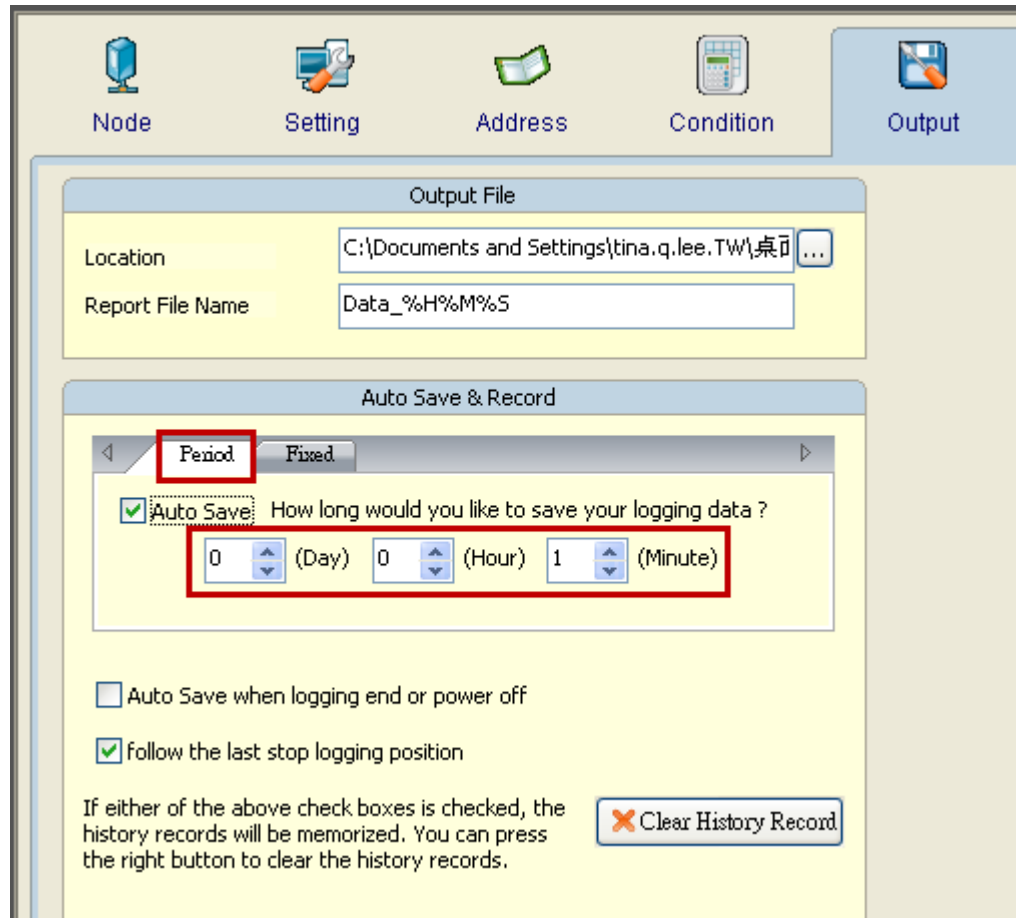 Node Setting Address Condition Output
Output File
Location C:\Documents and Settings\tina.q.lee.TW\桌 ...
Report File Name Data_%H%M%S
Auto Save & Record
Period Fixed
Auto Save How long would you like to save your logging data ?
0 (Day) 0 (Hour) 1 (Minute)
Auto Save when logging end or power off
follow the last stop logging position
If either of the above check boxes is checked, the
history records will be memorized. You can press
the right button to clear the history records.
Clear History Record